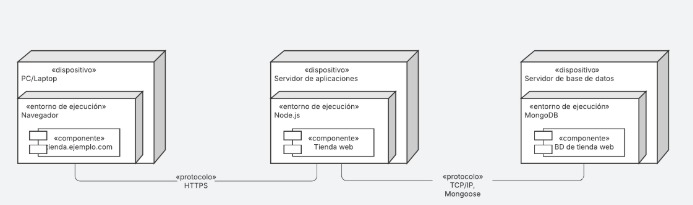 «dispositivo»
PC/Laptop
«entorno de ejecución»
Navegador
«componente»
tienda.ejemplo.com
«protocolo»
HTTPS
«dispositivo»
Servidor de aplicaciones
«entorno de ejecución»
Node.js
«componente»
Tienda web
«protocolo»
TCP/IP,
Mongoose
«dispositivo»
Servidor de base de datos
«entorno de ejecución»
MongoDB
«componente»
BD de tienda web